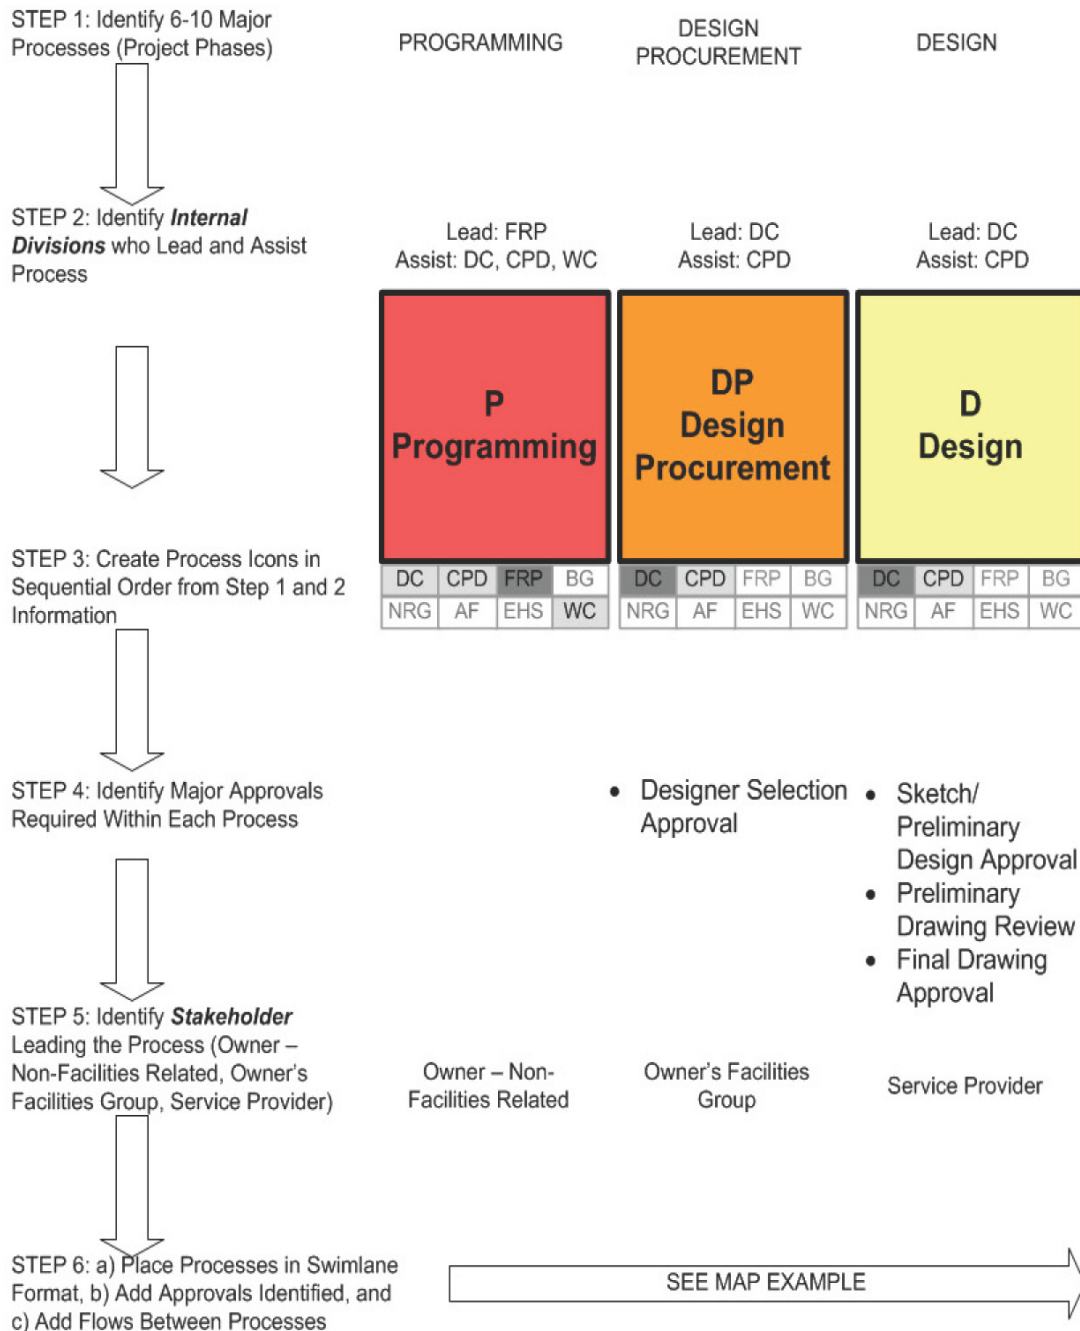 STEP 1: Identify 6-10 Major
Processes (Project Phases)
PROGRAMMING
DESIGN
PROCUREMENT
DESIGN
STEP 2: Identify Internal
Divisions who Lead and Assist
Process
Lead: FRP
Assist: DC, CPD, WC
Lead: DC
Assist: CPD
Lead: DC
Assist: CPD
P
Programming
DP
Design
Procurement
D
Design
STEP 3: Create Process Icons in
Sequential Order from Step 1 and 2
Information
DC CPD FRP BG
NRG AF EHS WC
DC CPD FRP BG
NRG AF EHS WC
DC CPD FRP BG
NRG AF EHS WC
STEP 4: Identify Major Approvals
Required Within Each Process
• Designer Selection
Approval
• Sketch/
Preliminary
Design Approval
• Preliminary
Drawing Review
• Final Drawing
Approval
STEP 5: Identify Stakeholder
Leading the Process (Owner –
Non-Facilities Related, Owner's
Facilities Group, Service Provider)
Owner – Non-
Facilities Related
Owner's Facilities
Group
Service Provider
STEP 6: a) Place Processes in Swimlane
Format, b) Add Approvals Identified, and
c) Add Flows Between Processes
SEE MAP EXAMPLE